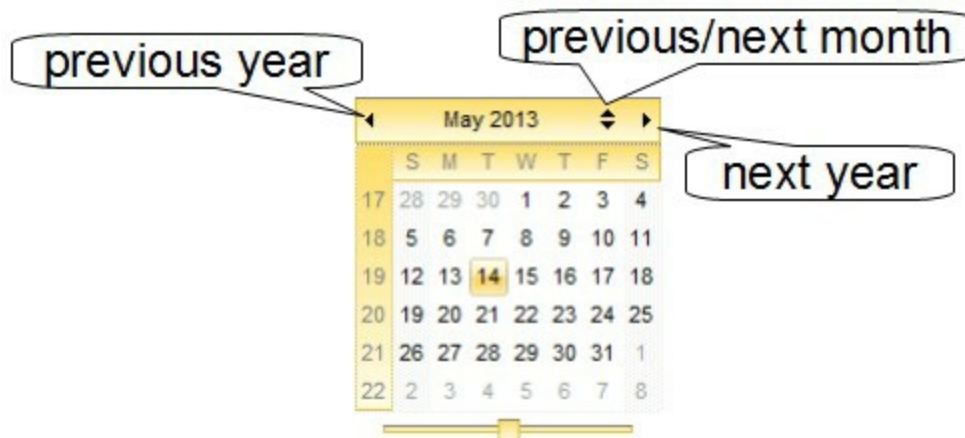 previous/next month
previous year
May 2013
next year
S M T W T F S
17 28 29 30 1 2 3 4
18 5 6 7 8 9 10 11
19 12 13 14 15 16 17 18
20 19 20 21 22 23 24 25
21 26 27 28 29 30 31 1
22 2 3 4 5 6 7 8